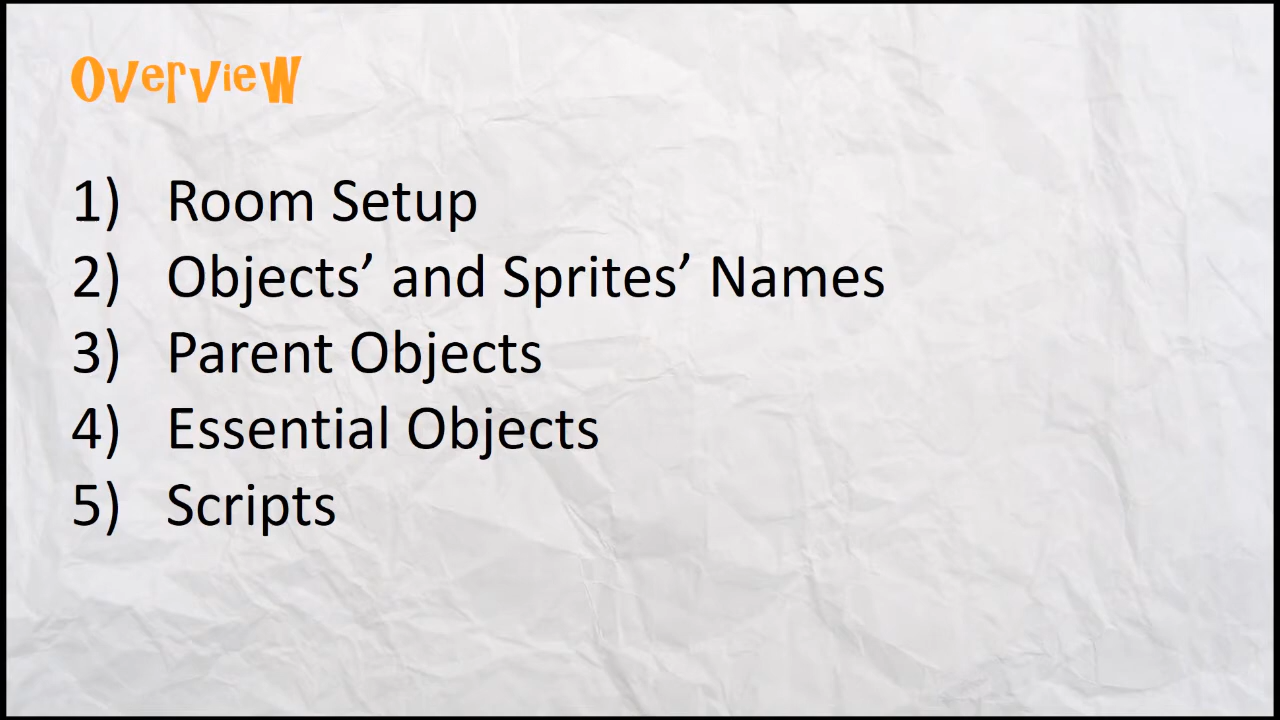 Overview
1) Room Setup
2) Objects’ and Sprites’ Names
3) Parent Objects
4) Essential Objects
5) Scripts